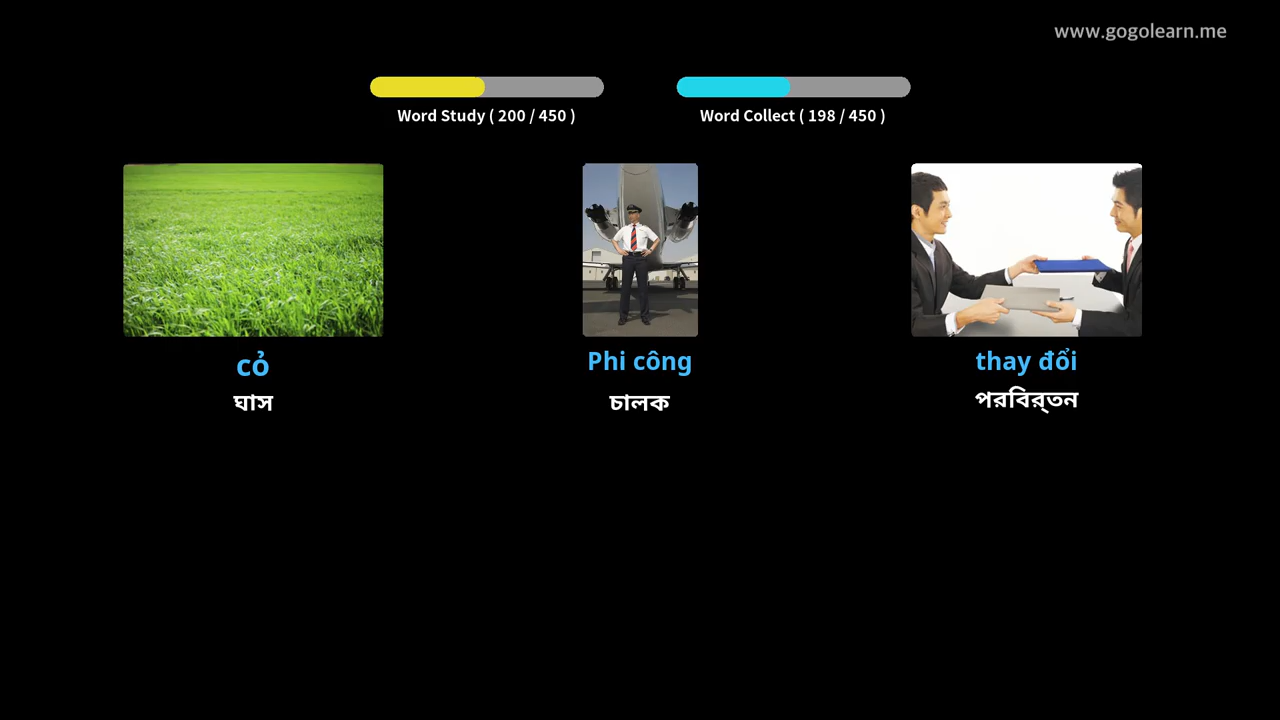 www.gogolearn.me
Word Study ( 200 / 450 )
Word Collect ( 198 / 450 )
cỏ
ঘাস
Phi công
চালক
thay đổi
পরবির্তন